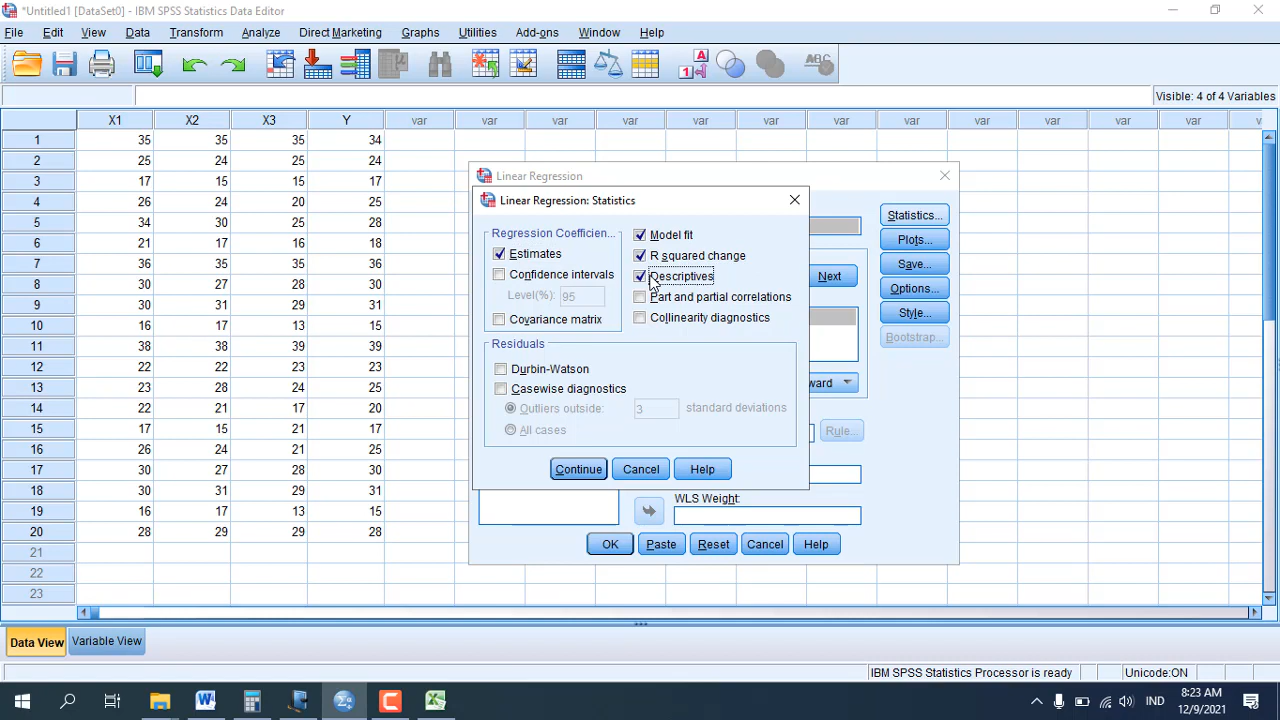 *Untitled1 [DataSet0] - IBM SPSS Statistics Data Editor
File Edit View Data Transform Analyze Direct Marketing Graphs Utilities Add-ons Window Help
Visible: 4 of 4 Variables
X1 X2 X3 Y var var var var var var var var var var var var
1 35 35 35 34
2 25 24 25 24
3 17 15 15 17
4 26 24 20 25
5 34 30 25 28
6 21 17 16 18
7 35 36 35 36
8 32 31 30 30
9 30 30 28 27
10 16 17 13 15
11 38 38 39 39
12 22 22 23 23
13 23 28 24 25
14 22 21 17 20
15 17 15 13 17
16 26 24 21 26
17 30 31 28 30
18 30 31 29 31
19 16 17 13 15
20 28 29 29 28
21
22
23
Linear Regression
Statistics...
Plots...
Save...
Options...
Style...
Bootstrap...
Next
ward
Rule...
WLS Weight:
OK Paste Reset Cancel Help
Linear Regression: Statistics
Regression Coefficien...
Estimates
Confidence intervals
Level(%): 95
Covariance matrix
Model fit
R squared change
Descriptives
Part and partial correlations
Collinearity diagnostics
Residuals
Durbin-Watson
Casewise diagnostics
Outliers outside: 3 standard deviations
All cases
Continue Cancel Help
Data View Variable View
IBM SPSS Statistics Processor is ready Unicode:ON
IND
8:23 AM
12/9/2021